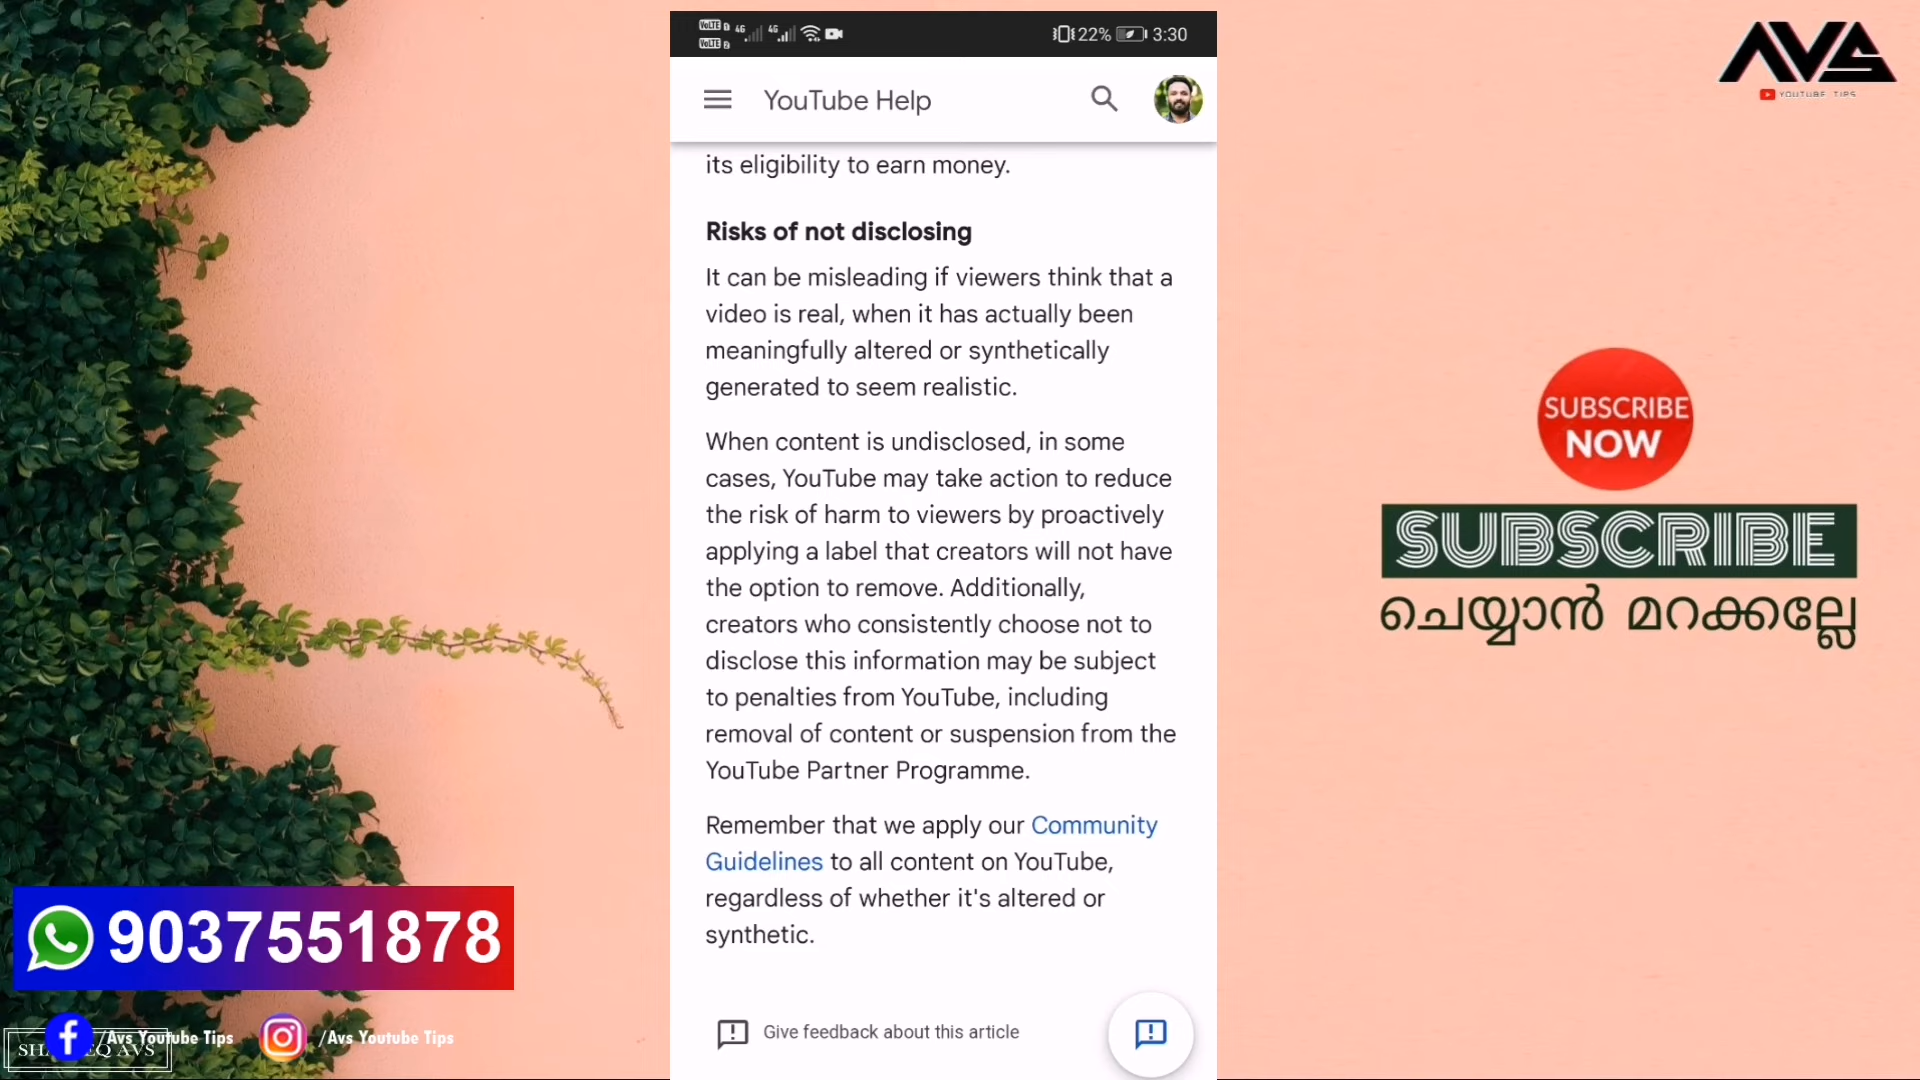 VoLTE 1
VoLTE 2
4G 4G
22% 3:30
YouTube Help
its eligibility to earn money.
Risks of not disclosing
It can be misleading if viewers think that a
video is real, when it has actually been
meaningfully altered or synthetically
generated to seem realistic.
When content is undisclosed, in some
cases, YouTube may take action to reduce
the risk of harm to viewers by proactively
applying a label that creators will not have
the option to remove. Additionally,
creators who consistently choose not to
disclose this information may be subject
to penalties from YouTube, including
removal of content or suspension from the
YouTube Partner Programme.
Remember that we apply our Community
Guidelines to all content on YouTube,
regardless of whether it's altered or
synthetic.
Give feedback about this article
AVS
YOUTUBE TIPS
SUBSCRIBE
NOW
SUBSCRIBE
ചെയ്യാൻ മറക്കല്ലേ
9037551878
/Avs Youtube Tips
/Avs Youtube Tips
AVS